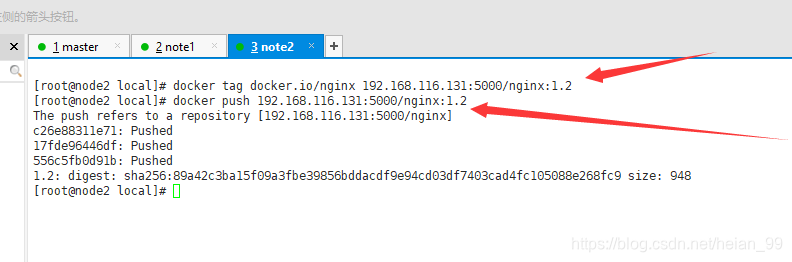 侧的箭头按钮。
1 master
2 note1
3 note2
[root@node2 local]# docker tag docker.io/nginx 192.168.116.131:5000/nginx:1.2
[root@node2 local]# docker push 192.168.116.131:5000/nginx:1.2
The push refers to a repository [192.168.116.131:5000/nginx]
c26e88311e71: Pushed
17fde96446df: Pushed
556c5fb0d91b: Pushed
1.2: digest: sha256:89a42c3ba15f09a3fbe39856bddacdf9e94cd03df7403cad4fc105088e268fc9 size: 948
[root@node2 local]#
https://blog.csdn.net/helan_99